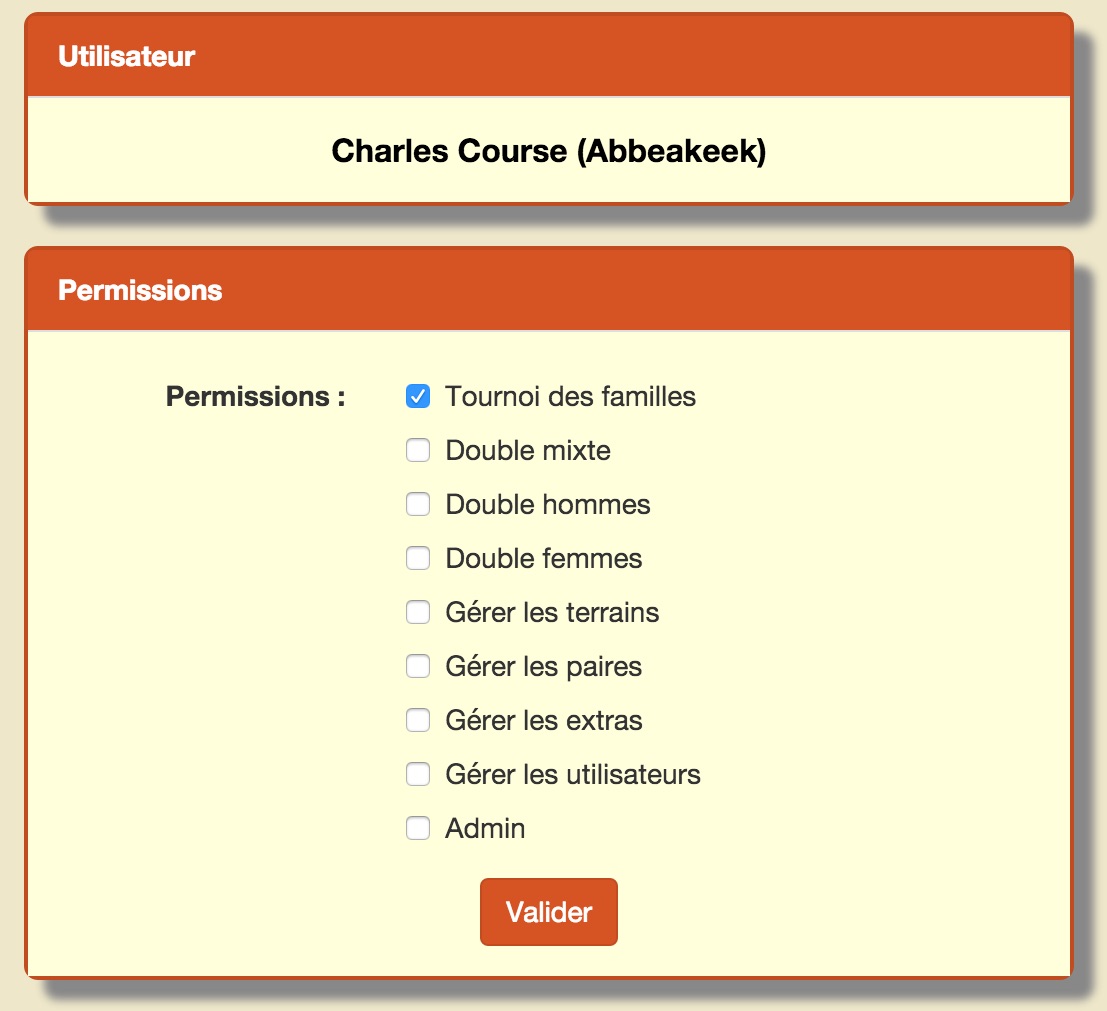 Utilisateur
Charles Course (Abbeakeek)
Permissions
Permissions : Tournoi des familles
Double mixte
Double hommes
Double femmes
Gérer les terrains
Gérer les paires
Gérer les extras
Gérer les utilisateurs
Admin
Valider